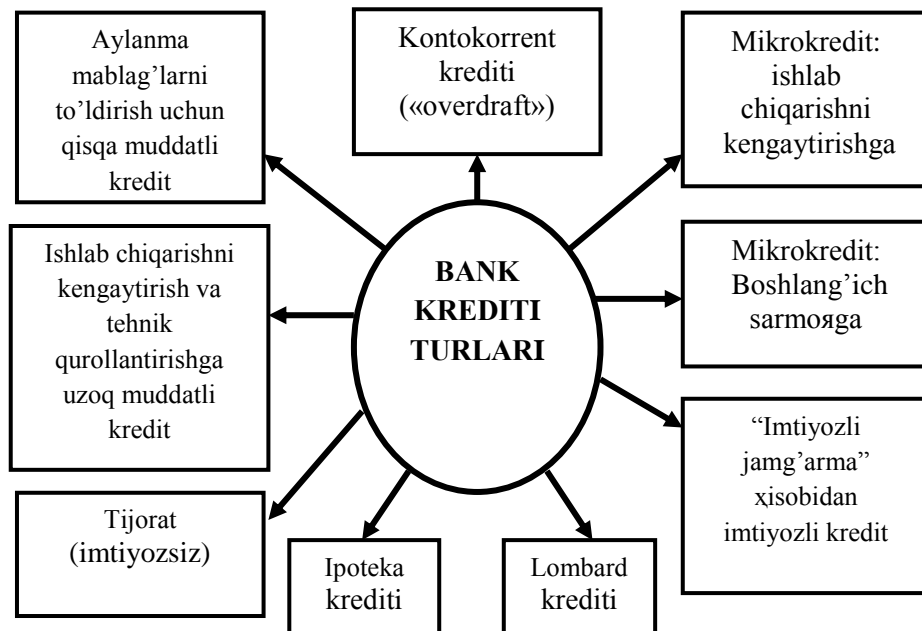 Aylanma
mablag’larni
to’ldirish uchun
qisqa muddatli
kredit
Kontokorrent
krediti
(«overdraft»)
Mikrokredit:
ishlab
chiqarishni
kengaytirishga
Ishlab chiqarishni
kengaytirish va
tehnik
qurollantirishga
uzoq muddatli
kredit
BANK
KREDITI
TURLARI
Mikrokredit:
Boshlang’ich
sarmoяga
“Imtiyozli
jamg’arma”
ҳisobidan
imtiyozli kredit
Tijorat
(imtiyozsiz)
Ipoteka
krediti
Lombard
krediti